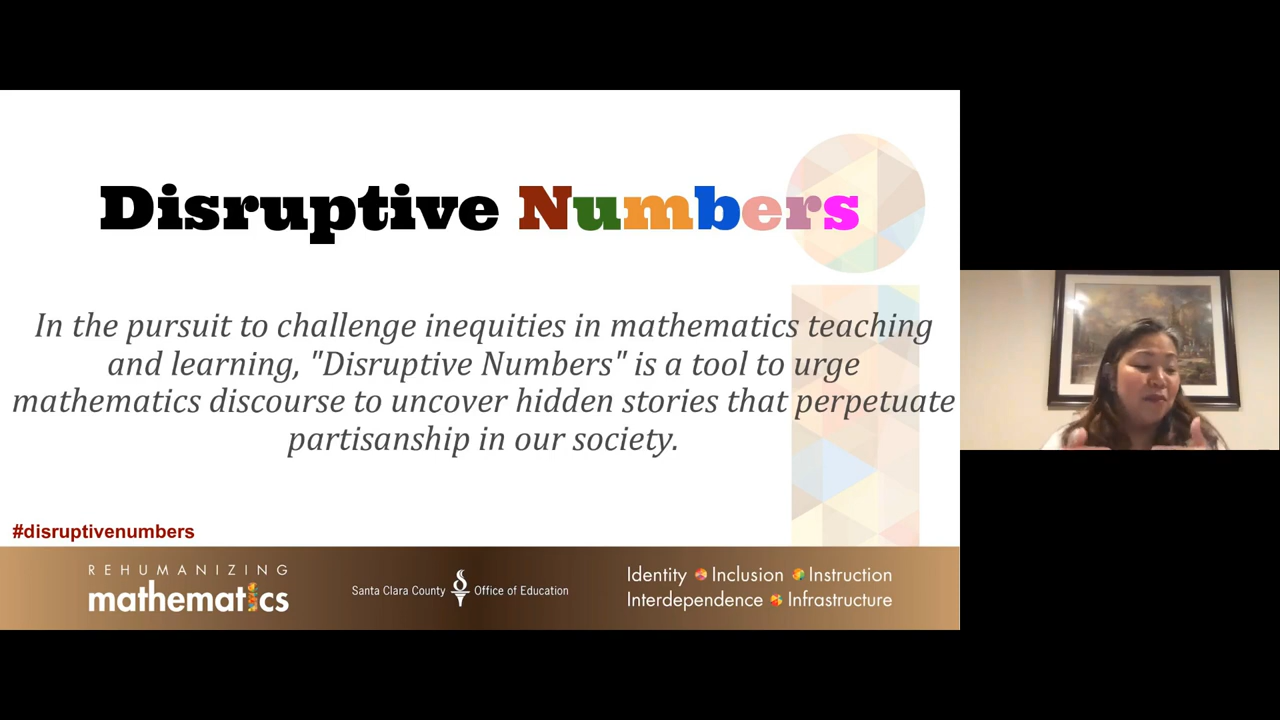 Disruptive Numbers
In the pursuit to challenge inequities in mathematics teaching
and learning, "Disruptive Numbers" is a tool to urge
mathematics discourse to uncover hidden stories that perpetuate
partisanship in our society.
#disruptivenumbers
REHUMANIZING
mathematics
Santa Clara County Office of Education
Identity Inclusion Instruction
Interdependence Infrastructure